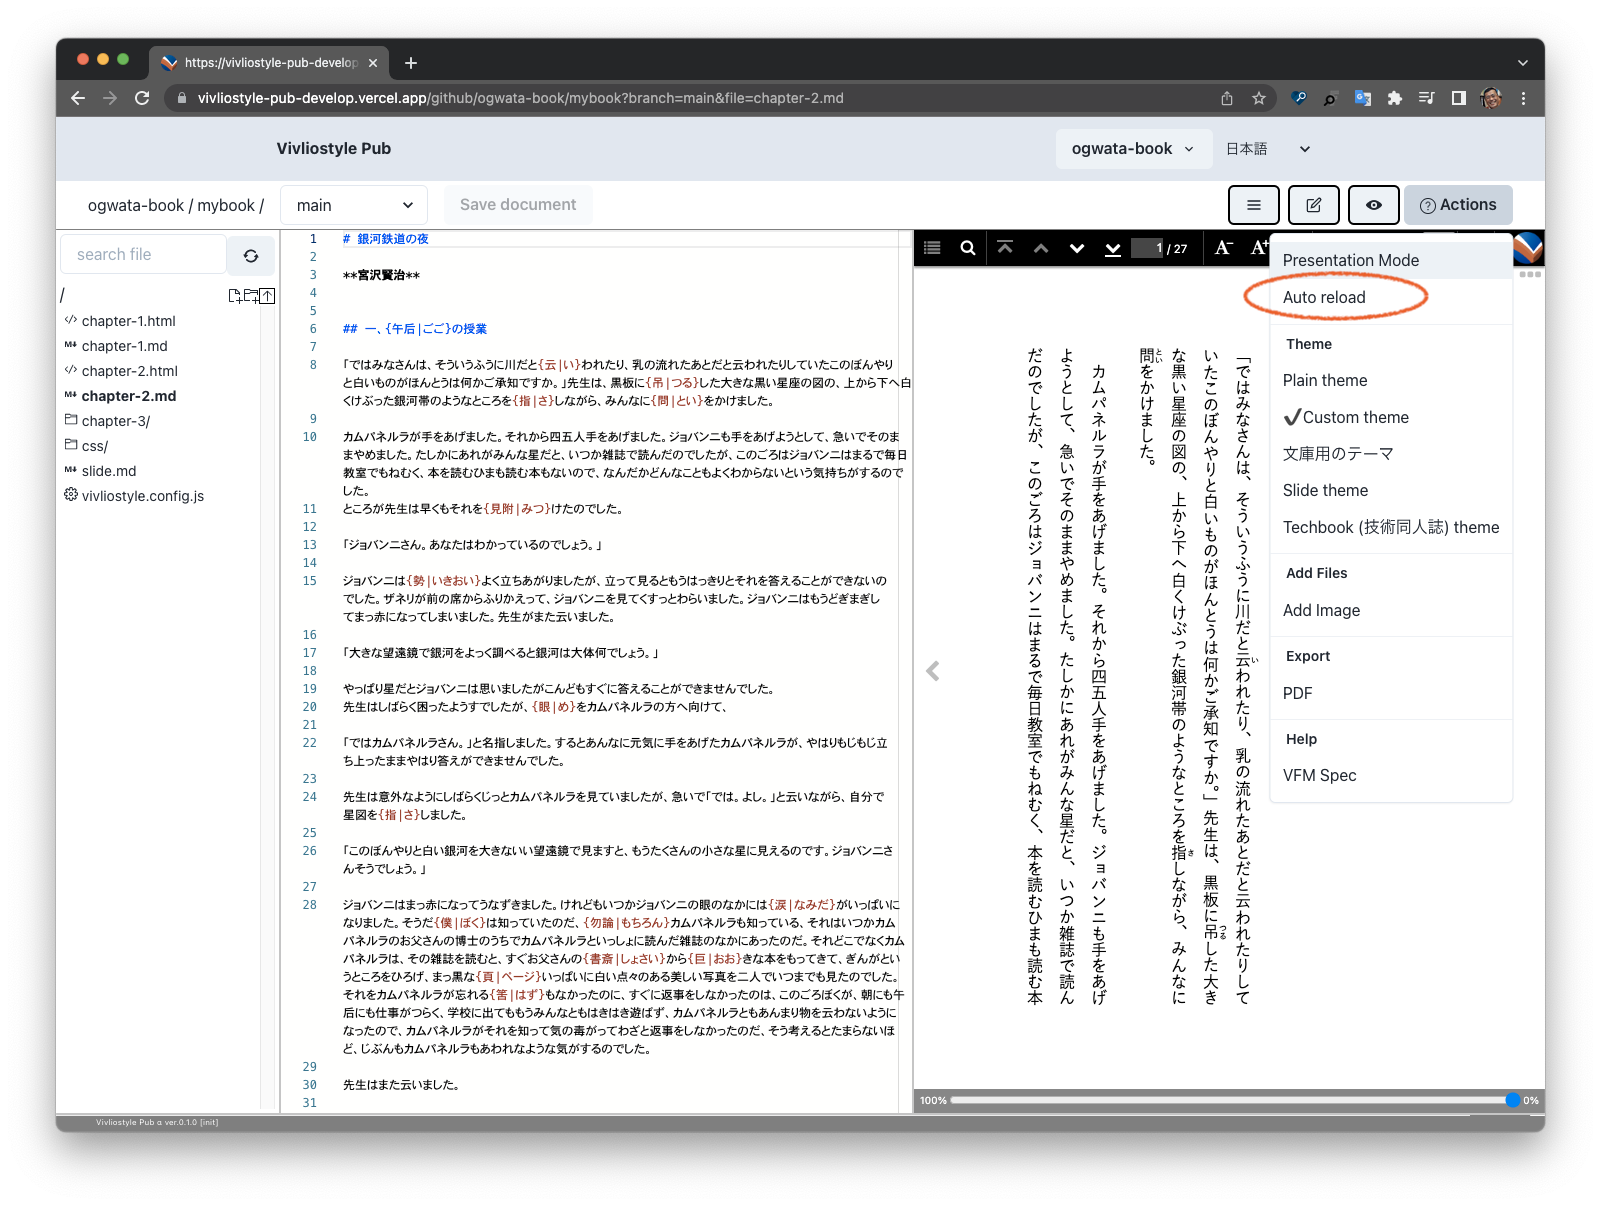 https://vivliostyle-pub-develop
vivliostyle-pub-develop.vercel.app/github/ogwata-book/mybook?branch=main&file=chapter-2.md
Vivliostyle Pub
ogwata-book
日本語
ogwata-book / mybook /
main
Save document
Actions
search file
/
chapter-1.html
chapter-1.md
chapter-2.html
chapter-2.md
chapter-3/
css/
slide.md
vivliostyle.config.js
1 # 銀河鉄道の夜
2
3 **宮沢賢治**
4
5
6 ## 一、{午后|ごご}の授業
7
8 「ではみなさんは、そういうふうに川だと{云|い}われたり、乳の流れたあとだと云われたりしていたこのぼんやり
と白いものがほんとうは何かご承知ですか。」先生は、黒板に{吊|つる}した大きな黒い星座の図の、上から下へ白
くけぶった銀河帯のようなところを{指|さ}しながら、みんなに{問|とい}をかけました。
9
10 カムパネルラが手をあげました。それから四五人手をあげました。ジョバンニも手をあげようとして、急いでそのま
まやめました。たしかにあれがみんな星だと、いつか雑誌で読んだのでしたが、このごろはジョバンニはまるで毎日
教室でもねむく、本を読むひまも読む本もないので、なんだかどんなこともよくわからないという気持ちがするので
した。
11 ところが先生は早くもそれを{見附|みつ}けたのでした。
12
13 「ジョバンニさん。あなたはわかっているのでしょう。」
14
15 ジョバンニは{勢|いきおい}よく立ちあがりましたが、立って見るともうはっきりとそれを答えることができないの
でした。ザネリが前の席からふりかえって、ジョバンニを見てくすっとわらいました。ジョバンニはもうどぎまぎし
てまっ赤になってしまいました。先生がまた云いました。
16
17 「大きな望遠鏡で銀河をよっく調べると銀河は大体何でしょう。」
18
19 やっぱり星だとジョバンニは思いましたがこんどもすぐに答えることができませんでした。
20 先生はしばらく困ったようすでしたが、{眼|め}をカムパネルラの方へ向けて、
21
22 「ではカムパネルラさん。」と名指しました。するとあんなに元気に手をあげたカムパネルラが、やはりもじもじ立
ち上ったままやはり答えができませんでした。
23
24 先生は意外なようにしばらくじっとカムパネルラを見ていましたが、急いで「では。よし。」と云いながら、自分で
星図を{指|さ}しました。
25
26 「このぼんやりと白い銀河を大きないい望遠鏡で見ますと、もうたくさんの小さな星に見えるのです。ジョバンニさ
んそうでしょう。」
27
28 ジョバンニはまっ赤になってうなずきました。けれどもいつかジョバンニの眼のなかには{涙|なみだ}がいっぱいに
なりました。そうだ{僕|ぼく}は知っていたのだ、{勿論|もちろん}カムパネルラも知っている、それはいつかカム
パネルラのお父さんの博士のうちでカムパネルラといっしょに読んだ雑誌のなかにあったのだ。それどこでなくカム
パネルラは、その雑誌を読むと、すぐお父さんの{書斎|しょさい}から{巨|おお}きな本をもってきて、ぎんがとい
うところをひろげ、まっ黒な{頁|ページ}いっぱいに白い点々のある美しい写真を二人でいつまでも見たのでした。
それをカムパネルラが忘れる{筈|はず}もなかったのに、すぐに返事をしなかったのは、このごろぼくが、朝にも午
后にも仕事がつらく、学校に出てももうみんなともはきはき遊ばず、カムパネルラともあんまり物を云わないように
なったので、カムパネルラがそれを知って気の毒がってわざと返事をしなかったのだ、そう考えるとたまらないほ
ど、じぶんもカムパネルラもあわれなような気がするのでした。
29
30 先生はまた云いました。
31
1 / 27
A⁻
A⁺
「ではみなさんは、そういうふうに川だと云いわれたり、乳の流れたあとだと云われたりして
いたこのぼんやりと白いものがほんとうは何かご承知ですか。」先生は、黒板に吊つるした大き
な黒い星座の図の、上から下へ白くけぶった銀河帯のようなところを指さしながら、みんなに
問といをかけました。
カムパネルラが手をあげました。それから四五人手をあげました。ジョバンニも手をあげ
ようとして、急いでそのままやめました。たしかにあれがみんな星だと、いつか雑誌で読ん
だのでしたが、このごろはジョバンニはまるで毎日教室でもねむく、本を読むひまも読む本
Presentation Mode
Auto reload
Theme
Plain theme
✔Custom theme
文庫用のテーマ
Slide theme
Techbook (技術同人誌) theme
Add Files
Add Image
Export
PDF
Help
VFM Spec
100%
0%
Vivliostyle Pub α ver.0.1.0 [init]